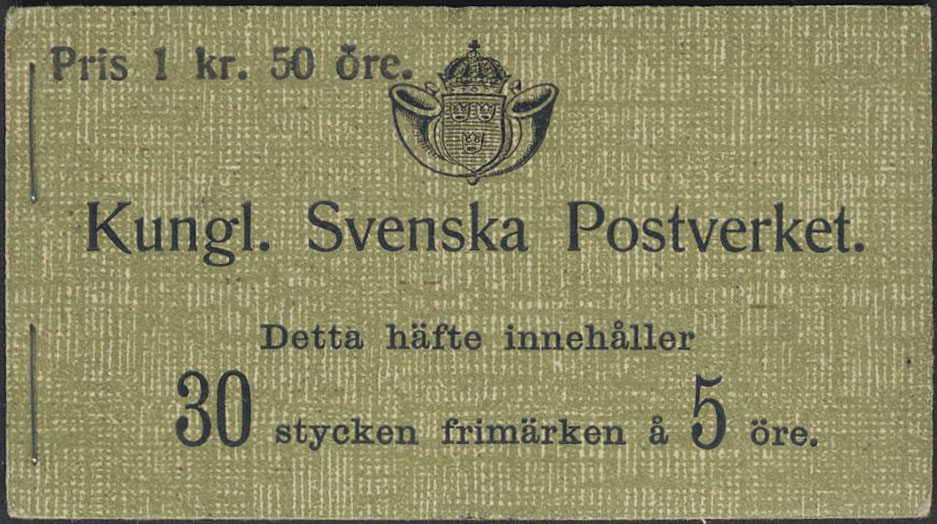 Pris 1 kr. 50 öre.
Kungl. Svenska Postverket.
Detta häfte innehåller
30 stycken frimärken å 5 öre.